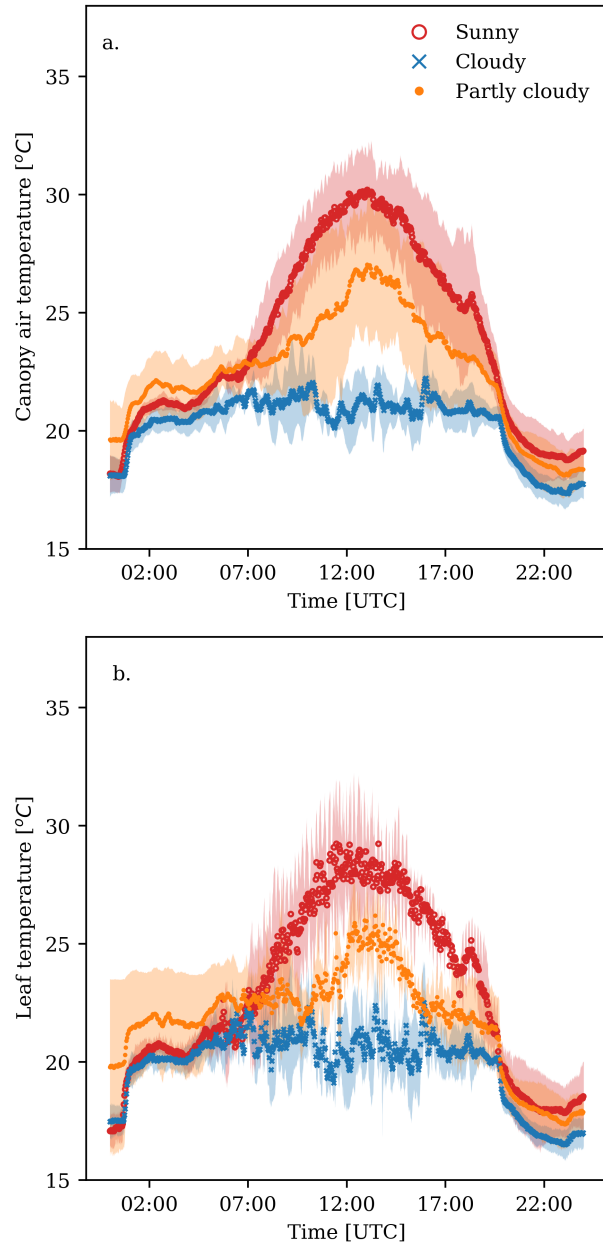 a.
Sunny
Cloudy
Partly cloudy
35
30
25
20
15
Canopy air temperature [°C]
02:00 07:00 12:00 17:00 22:00
Time [UTC]
b.
35
30
25
20
15
Leaf temperature [°C]
02:00 07:00 12:00 17:00 22:00
Time [UTC]